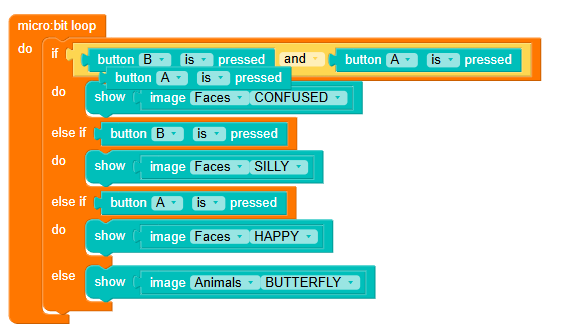 micro:bit loop
do if button B is pressed and button A is pressed
button A is pressed
do show image Faces CONFUSED
else if button B is pressed
do show image Faces SILLY
else if button A is pressed
do show image Faces HAPPY
else show image Animals BUTTERFLY